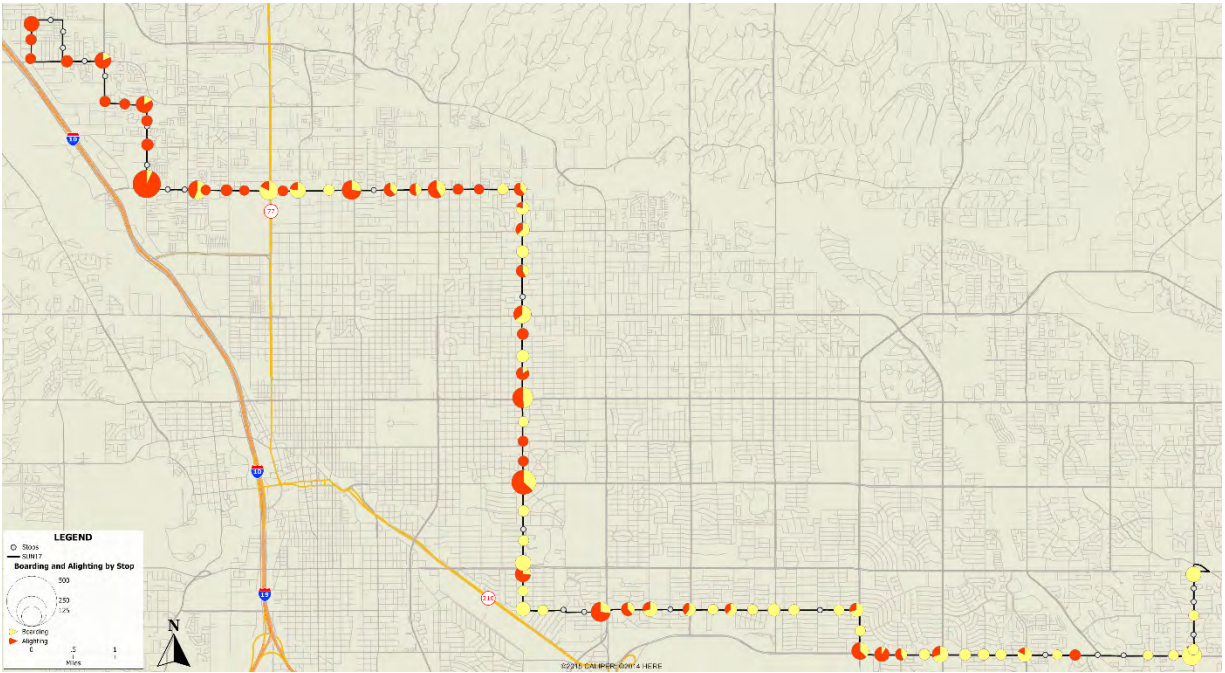 77
10
10
19
210
LEGEND
Stops
SUN17
Boarding and Alighting by Stop
500
250
125
Boarding
Alighting
0 .5 1
Miles
N
©2015 CALIPER; ©2014 HERE